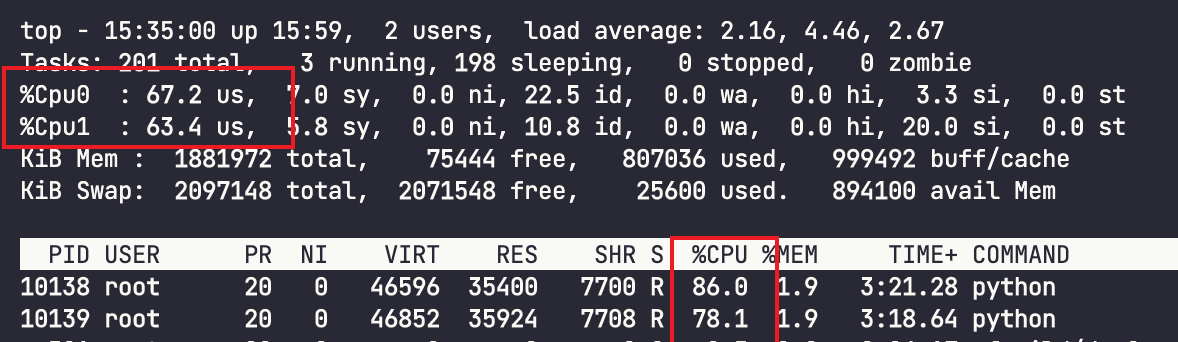 top - 15:35:00 up 15:59,  2 users,  load average: 2.16, 4.46, 2.67
Tasks: 201 total,   3 running, 198 sleeping,   0 stopped,   0 zombie
%Cpu0  : 67.2 us,  7.0 sy,  0.0 ni, 22.5 id,  0.0 wa,  0.0 hi,  3.3 si,  0.0 st
%Cpu1  : 63.4 us,  5.8 sy,  0.0 ni, 10.8 id,  0.0 wa,  0.0 hi, 20.0 si,  0.0 st
KiB Mem :  1881972 total,    75444 free,   807036 used,   999492 buff/cache
KiB Swap:  2097148 total,  2071548 free,    25600 used.   894100 avail Mem
PID USER      PR  NI    VIRT    RES    SHR S  %CPU %MEM     TIME+ COMMAND
10138 root      20   0   46596  35400   7700 R  86.0  1.9   3:21.28 python
10139 root      20   0   46852  35924   7708 R  78.1  1.9   3:18.64 python